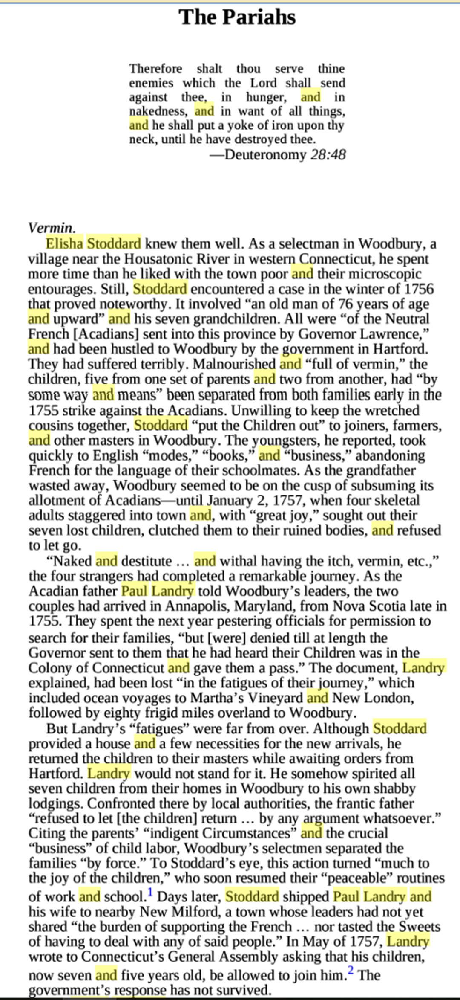 The Pariahs
Therefore shalt thou serve thine
enemies which the Lord shall send
against thee, in hunger, and in
nakedness, and in want of all things,
and he shall put a yoke of iron upon thy
neck, until he have destroyed thee.
—Deuteronomy 28:48
Vermin.
Elisha Stoddard knew them well. As a selectman in Woodbury, a
village near the Housatonic River in western Connecticut, he spent
more time than he liked with the town poor and their microscopic
entourages. Still, Stoddard encountered a case in the winter of 1756
that proved noteworthy. It involved “an old man of 76 years of age
and upward” and his seven grandchildren. All were “of the Neutral
French [Acadians] sent into this province by Governor Lawrence,”
and had been hustled to Woodbury by the government in Hartford.
They had suffered terribly. Malnourished and “full of vermin,” the
children, five from one set of parents and two from another, had “by
some way and means” been separated from both families early in the
1755 strike against the Acadians. Unwilling to keep the wretched
cousins together, Stoddard “put the Children out” to joiners, farmers,
and other masters in Woodbury. The youngsters, he reported, took
quickly to English “modes,” “books,” and “business,” abandoning
French for the language of their schoolmates. As the grandfather
wasted away, Woodbury seemed to be on the cusp of subsuming its
allotment of Acadians—until January 2, 1757, when four skeletal
adults staggered into town and, with “great joy,” sought out their
seven lost children, clutched them to their ruined bodies, and refused
to let go.
“Naked and destitute … and withal having the itch, vermin, etc.,”
the four strangers had completed a remarkable journey. As the
Acadian father Paul Landry told Woodbury’s leaders, the two
couples had arrived in Annapolis, Maryland, from Nova Scotia late in
1755. They spent the next year pestering officials for permission to
search for their families, “but [were] denied till at length the
Governor sent to them that he had heard their Children was in the
Colony of Connecticut and gave them a pass.” The document, Landry
explained, had been lost “in the fatigues of their journey,” which
included ocean voyages to Martha’s Vineyard and New London,
followed by eighty frigid miles overland to Woodbury.
But Landry’s “fatigues” were far from over. Although Stoddard
provided a house and a few necessities for the new arrivals, he
returned the children to their masters while awaiting orders from
Hartford. Landry would not stand for it. He somehow spirited all
seven children from their homes in Woodbury to his own shabby
lodgings. Confronted there by local authorities, the frantic father
“refused to let [the children] return … by any argument whatsoever.”
Citing the parents’ “indigent Circumstances” and the crucial
“business” of child labor, Woodbury’s selectmen separated the
families “by force.” To Stoddard’s eye, this action turned “much to
the joy of the children,” who soon resumed their “peaceable” routines
of work and school.1 Days later, Stoddard shipped Paul Landry and
his wife to nearby New Milford, a town whose leaders had not yet
shared “the burden of supporting the French … nor tasted the Sweets
of having to deal with any of said people.” In May of 1757, Landry
wrote to Connecticut’s General Assembly asking that his children,
now seven and five years old, be allowed to join him.2 The
government’s response has not survived.